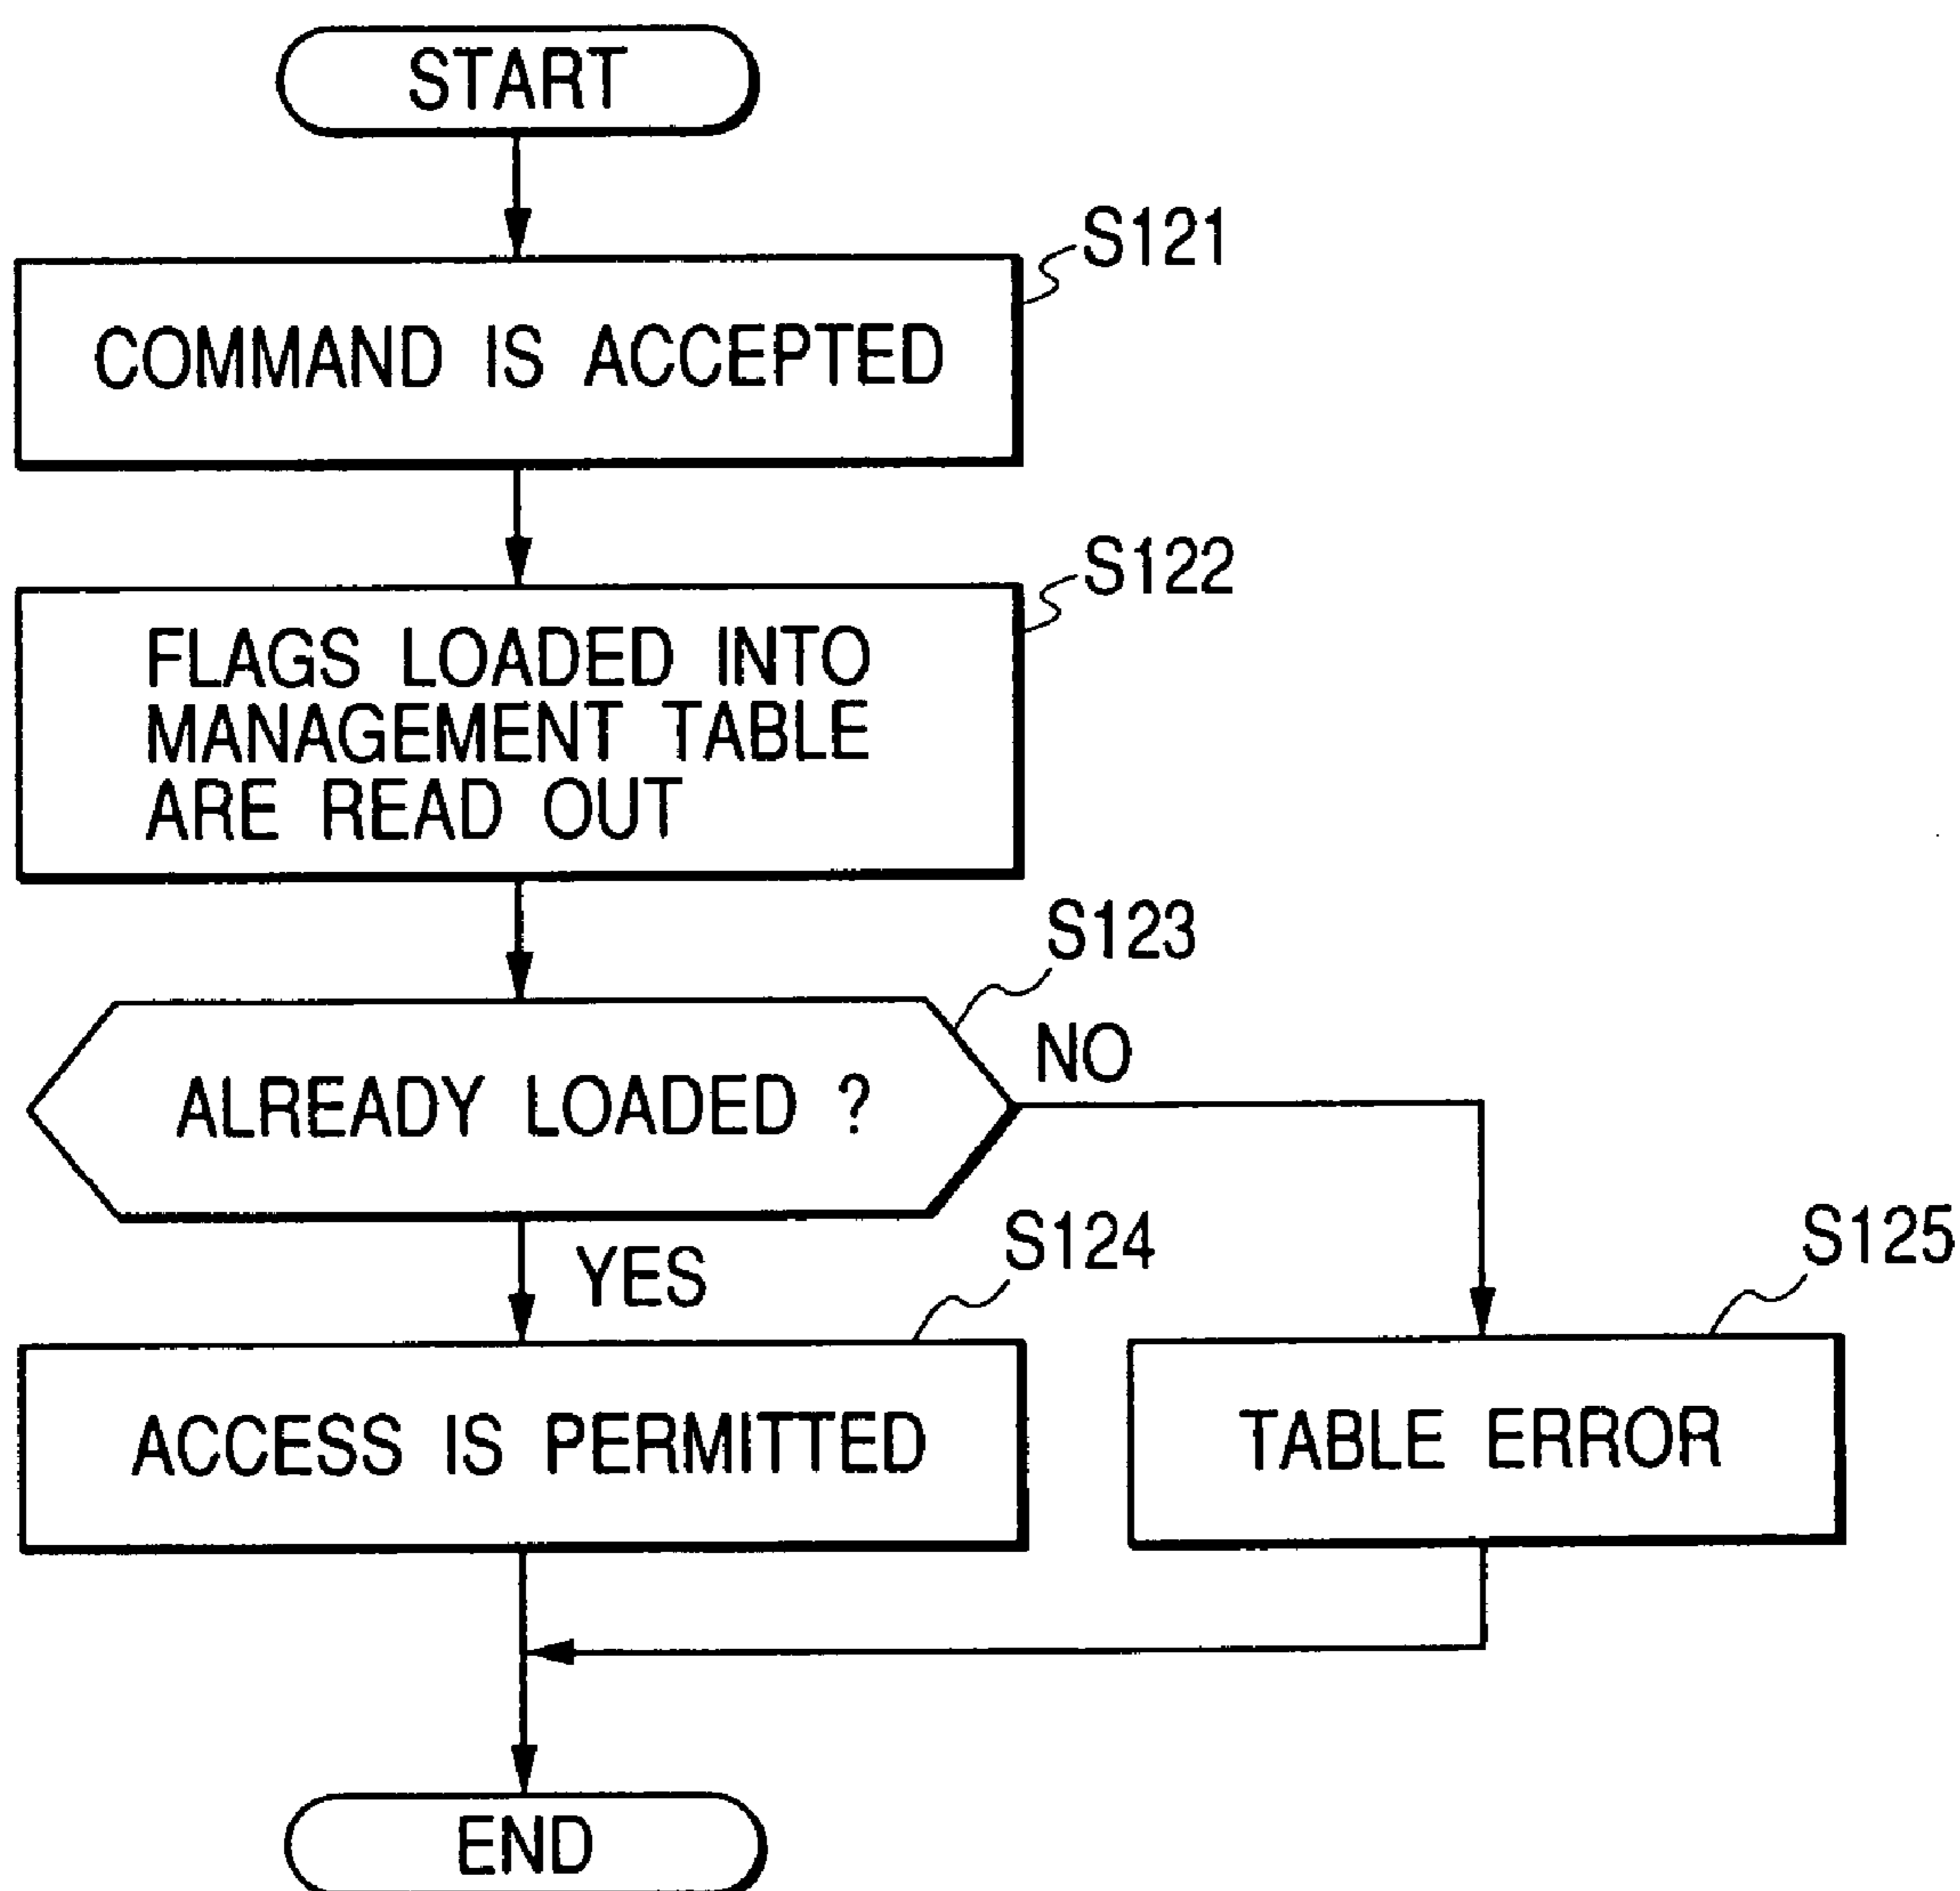 START
S121
COMMAND IS ACCEPTED
S122
FLAGS LOADED INTO
MANAGEMENT TABLE
ARE READ OUT
S123
NO
ALREADY LOADED ?
YES
S124
S125
ACCESS IS PERMITTED
TABLE ERROR
END